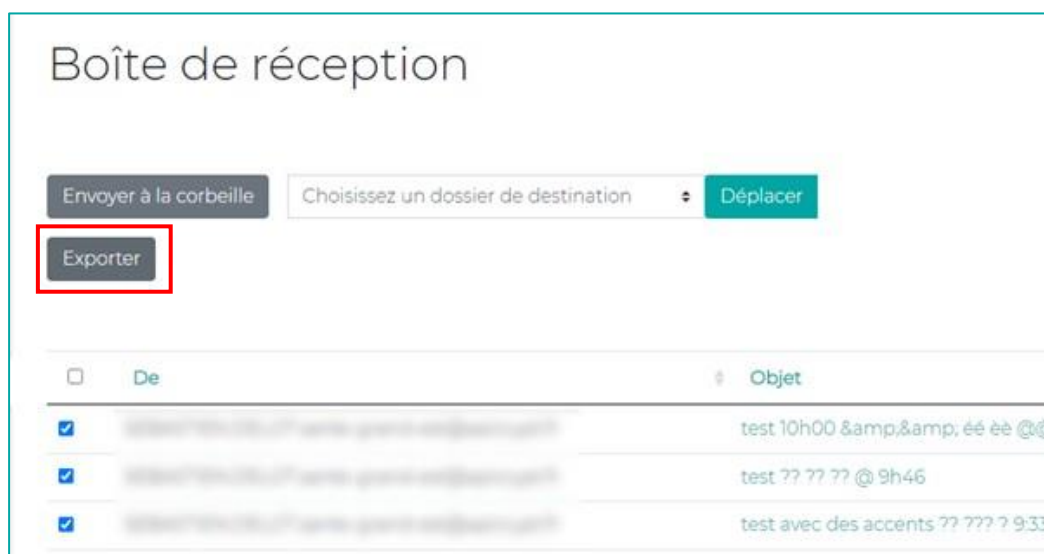 Boîte de réception
Envoyer à la corbeille Choisissez un dossier de destination Déplacer
Exporter
De Objet
test 10h00 &amp;&amp; éé èè @@
test ?? ?? ?? @ 9h46
test avec des accents ?? ??? ? 9:33